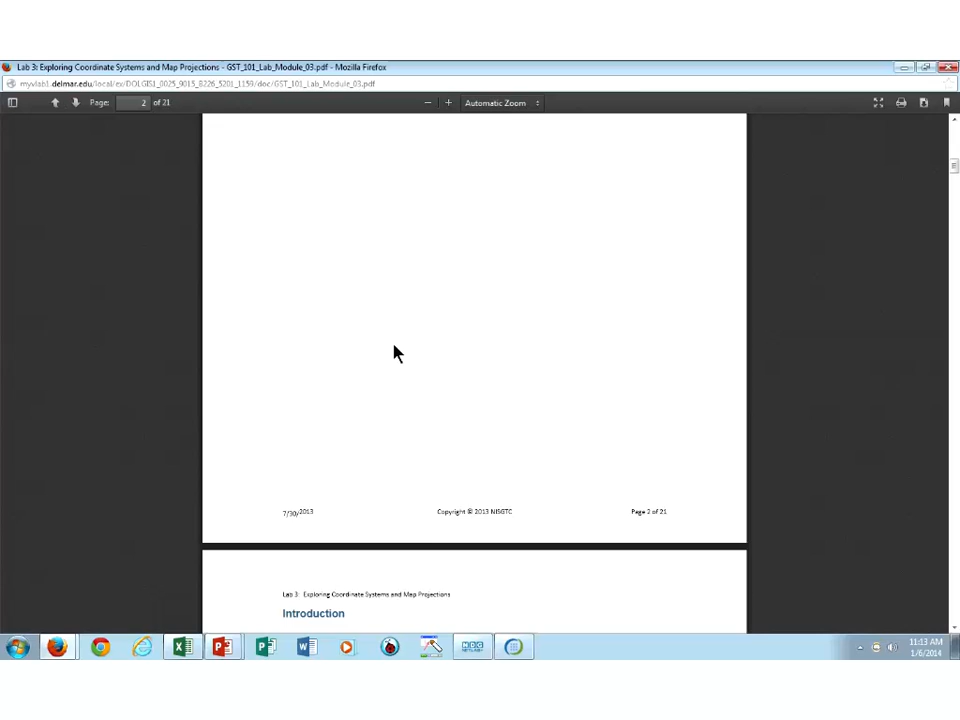 Lab 3: Exploring Coordinate Systems and Map Projections - GST_101_Lab_Module_03.pdf - Mozilla Firefox
myvlab1.delmar.edu/local/ex/DOLGIS1_0025_9015_8226_5201_1159/doc/GST_101_Lab_Module_03.pdf
Page: 2 of 21
Automatic Zoom
7/30/2013
Copyright © 2013 NISGTC
Page 2 of 21
Lab 3: Exploring Coordinate Systems and Map Projections
Introduction
11:13 AM
1/6/2014